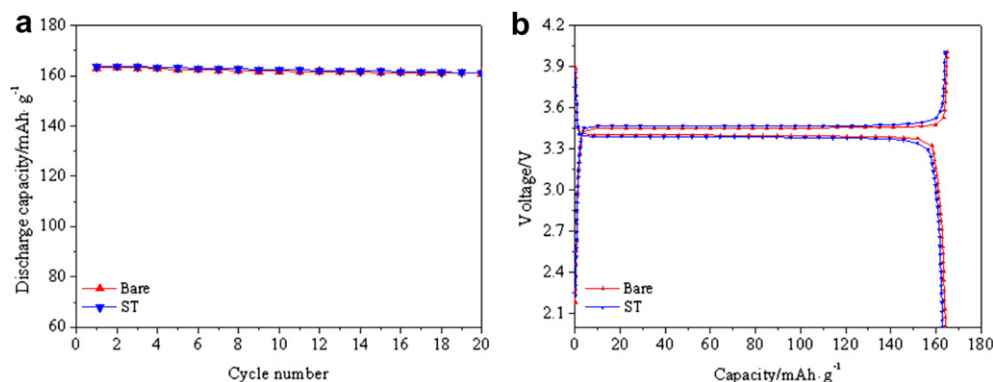 a
180
160
140
120
100
80
60
Discharge capacity/mAh·g⁻¹
Bare
ST
0 2 4 6 8 10 12 14 16 18 20
Cycle number
b
4.2
3.9
3.6
3.3
3.0
2.7
2.4
2.1
Voltage/V
Bare
ST
0 20 40 60 80 100 120 140 160 180
Capacity/mAh·g⁻¹